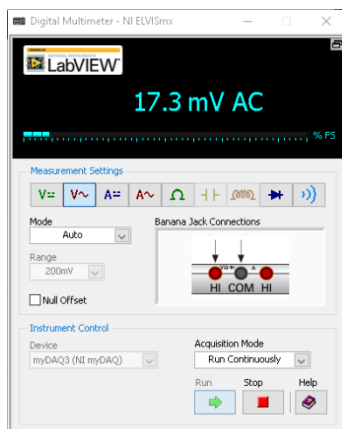 Digital Multimeter - NI ELVISmx
LabVIEW
17.3 mV AC
% FS
Measurement Settings
V= V~ A= A~ Ω
Mode
Banana Jack Connections
Auto
Range
200mV
HI COM HI
Null Offset
Instrument Control
Device
Acquisition Mode
myDAQ3 (NI myDAQ)
Run Continuously
Run Stop Help